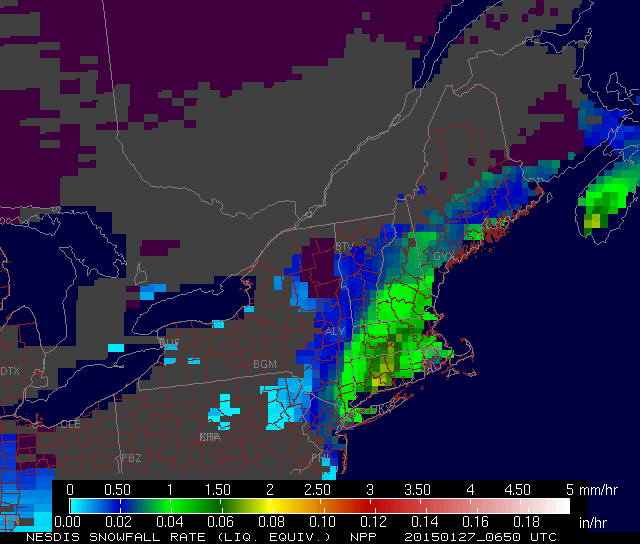 BTV
GYX
ALY
BUF
DTX
BGM
CLE
OKX
PBZ
PHI
0 0.50 1 1.50 2 2.50 3 3.50 4 4.50 5 mm/hr
0.00 0.02 0.04 0.06 0.08 0.10 0.12 0.14 0.16 0.18 in/hr
NESDIS SNOWFALL RATE (LIQ. EQUIV.) NPP 20150127_0650 UTC